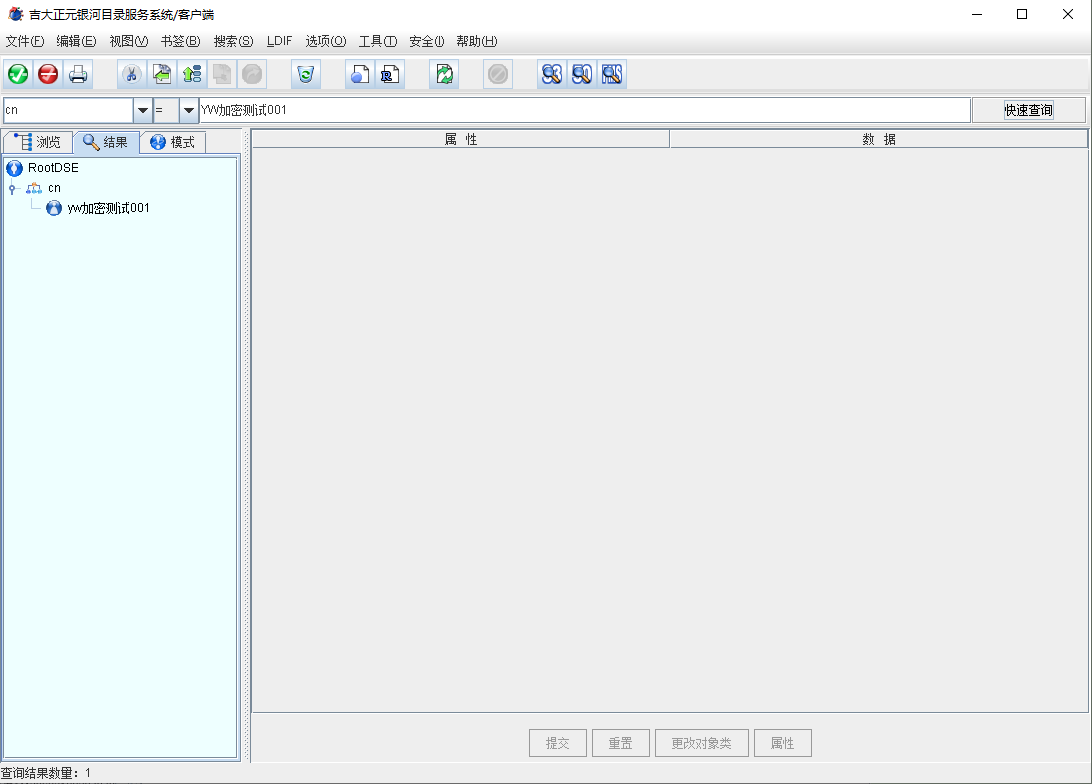 吉大正元银河目录服务系统/客户端
文件(F) 编辑(E) 视图(V) 书签(B) 搜索(S) LDIF 选项(O) 工具(T) 安全(I) 帮助(H)
cn = YW加密测试001 快速查询
浏览 结果 模式
属 性 数 据
RootDSE
cn
yw加密测试001
提交 重置 更改对象类 属性
查询结果数量：1